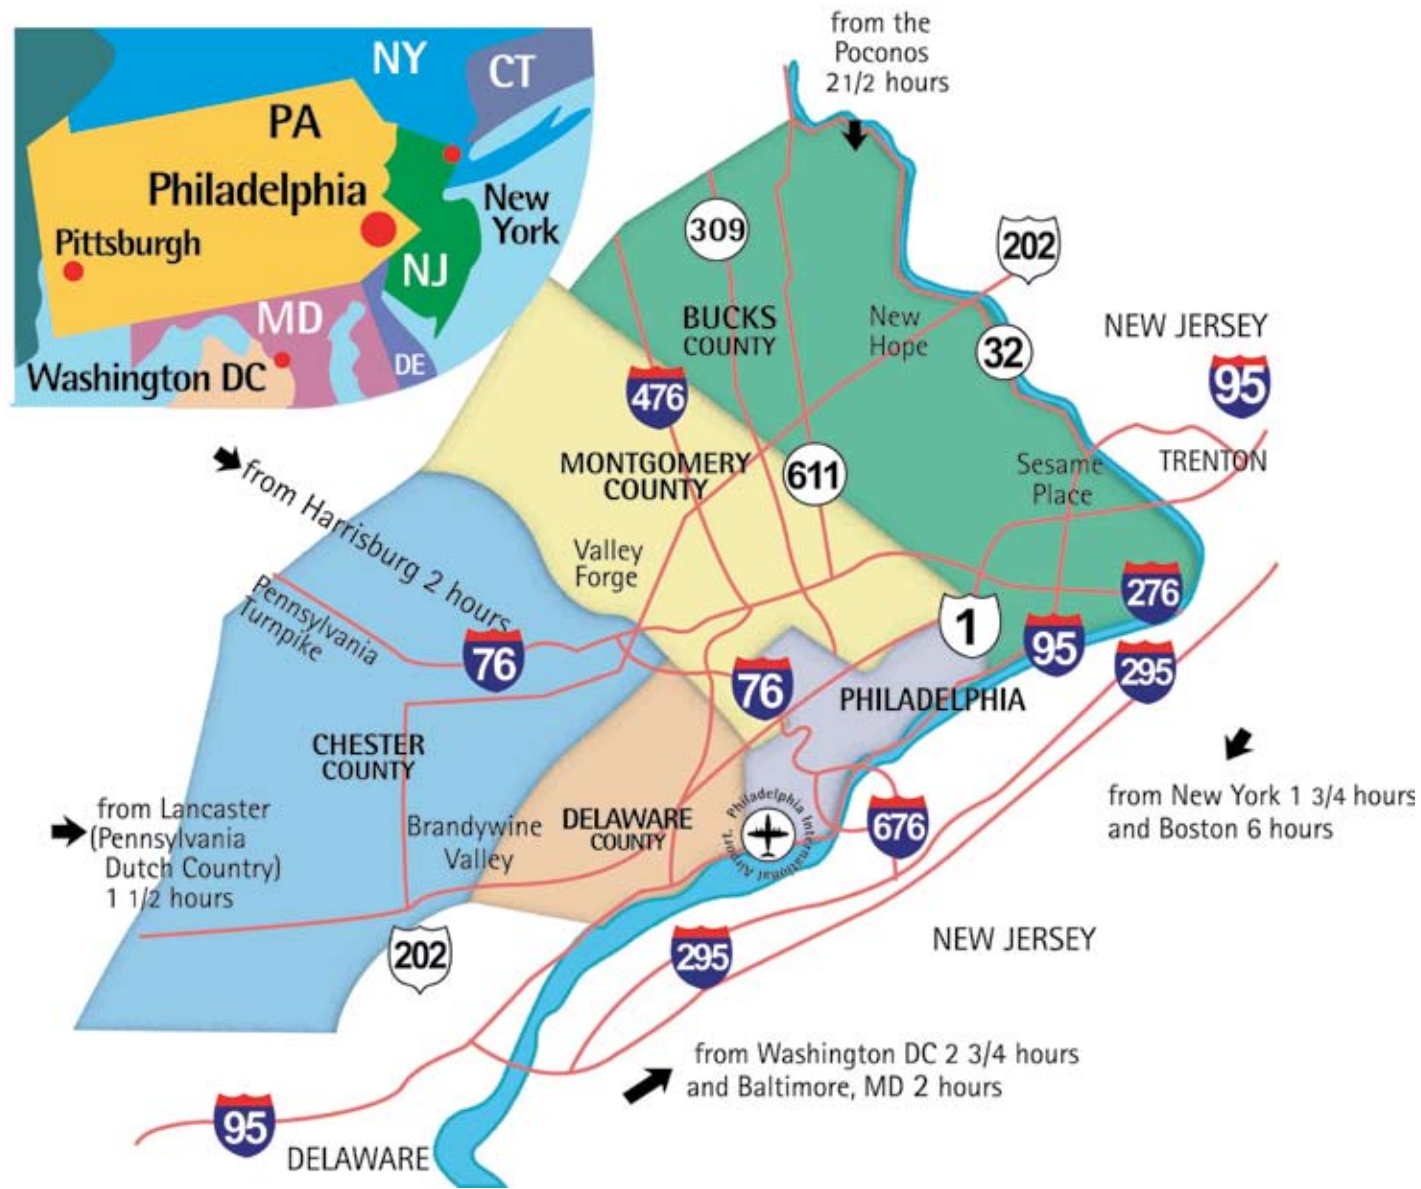 NY
CT
PA
Philadelphia
New
York
Pittsburgh
NJ
MD
DE
Washington DC
from the
Poconos
2 1/2 hours
309
202
BUCKS
COUNTY
New
Hope
32
NEW JERSEY
95
476
MONTGOMERY
COUNTY
611
Sesame
Place
TRENTON
from Harrisburg 2 hours
Valley
Forge
Pennsylvania
Turnpike
276
1
76
95
295
76
PHILADELPHIA
CHESTER
COUNTY
from New York 1 3/4 hours
and Boston 6 hours
from Lancaster
(Pennsylvania
Dutch Country)
1 1/2 hours
Brandywine
Valley
DELAWARE
COUNTY
Philadelphia International Airport
676
202
295
NEW JERSEY
from Washington DC 2 3/4 hours
and Baltimore, MD 2 hours
95
DELAWARE